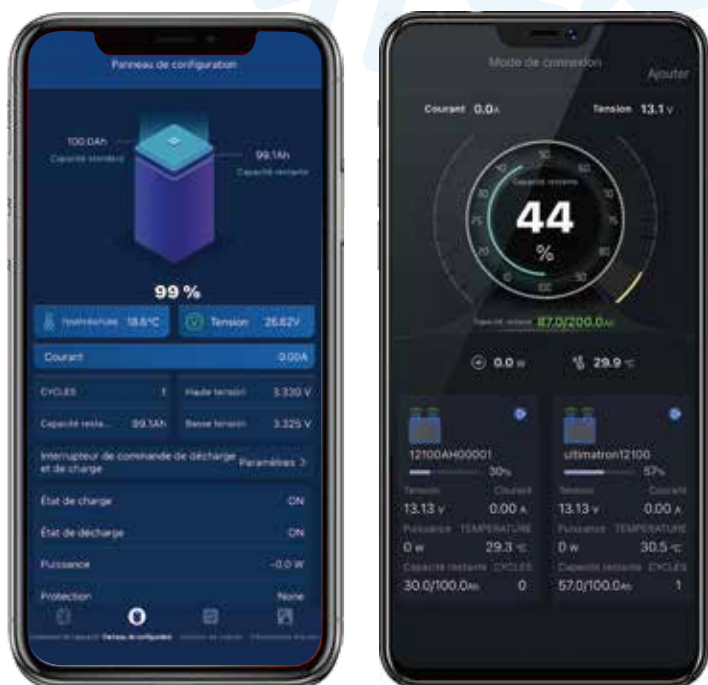 Panneau de configuration
100.0Ah
Capacité standard
99.1Ah
Capacité restante
99 %
TEMPERATURE 18.6°C
Tension 26.62V
Courant 0.00A
CYCLES 1
Haute tension 3.330 V
Capacité resta... 99.1Ah
Basse tension 3.325 V
Interrupteur de commande de décharge
et de charge
Paramètres >
État de charge ON
État de décharge ON
Puissance -0.0 W
Protection None
Panneau de configuration
Mode de connexion
Ajouter
Courant 0.0A
Tension 13.1 V
Capacité restante
44
%
Capacité restante 87.0/200.0Ah
0.0 W
29.9 °C
12100AH00001
30%
Tension Courant
13.13 V 0.00 A
Puissance TEMPERATURE
0 W 29.3 °C
Capacité restante CYCLES
30.0/100.0Ah 0
ultimatron12100
57%
Tension Courant
13.13 V 0.00 A
Puissance TEMPERATURE
0 W 30.5 °C
Capacité restante CYCLES
57.0/100.0Ah 1